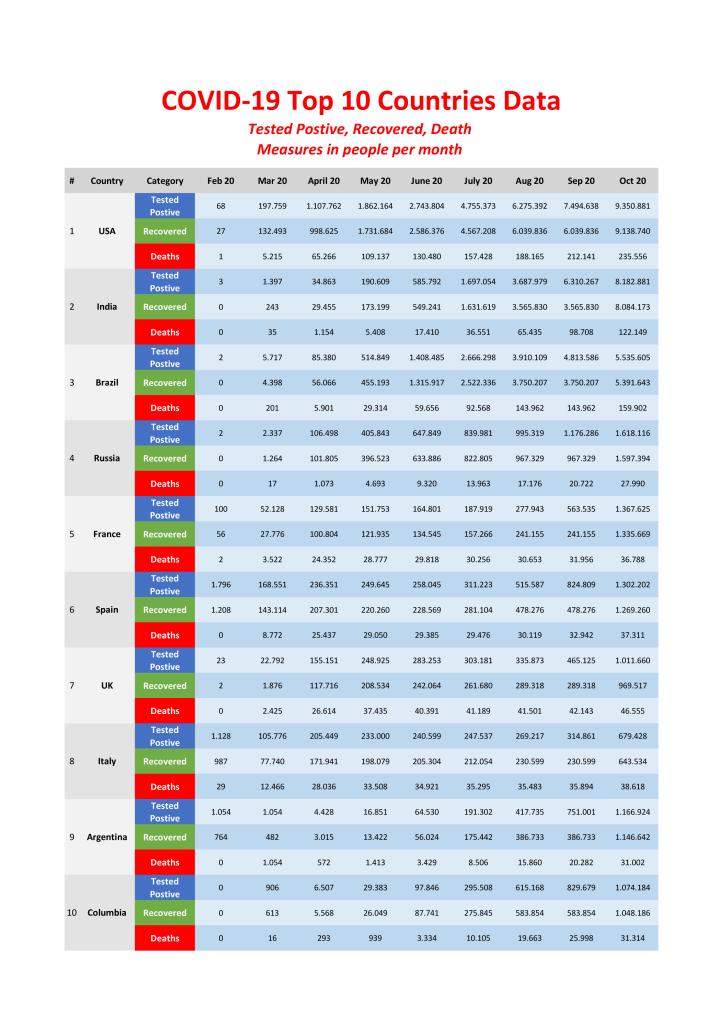 COVID-19 Top 10 Countries Data
Tested Postive, Recovered, Death
Measures in people per month
# Country Category Feb 20 Mar 20 April 20 May 20 June 20 July 20 Aug 20 Sep 20 Oct 20
1 USA
Tested Postive 68 197.759 1.107.762 1.862.164 2.743.804 4.755.373 6.275.392 7.494.638 9.350.881
Recovered 27 132.493 998.625 1.731.684 2.586.376 4.567.208 6.039.836 6.039.836 9.138.740
Deaths 1 5.215 65.266 109.137 130.480 157.428 188.165 212.141 235.556
2 India
Tested Postive 3 1.397 34.863 190.609 585.792 1.697.054 3.687.979 6.310.267 8.182.881
Recovered 0 243 29.455 173.199 549.241 1.631.619 3.565.830 3.565.830 8.084.173
Deaths 0 35 1.154 5.408 17.410 36.551 65.435 98.708 122.149
3 Brazil
Tested Postive 2 5.717 85.380 514.849 1.408.485 2.666.298 3.910.109 4.813.586 5.535.605
Recovered 0 4.398 56.066 455.193 1.315.917 2.522.336 3.750.207 3.750.207 5.391.643
Deaths 0 201 5.901 29.314 59.656 92.568 143.962 143.962 159.902
4 Russia
Tested Postive 2 2.337 106.498 405.843 647.849 839.981 995.319 1.176.286 1.618.116
Recovered 0 1.264 101.805 396.523 633.886 822.805 967.329 967.329 1.597.394
Deaths 0 17 1.073 4.693 9.320 13.963 17.176 20.722 27.990
5 France
Tested Postive 100 52.128 129.581 151.753 164.801 187.919 277.943 563.535 1.367.625
Recovered 56 27.776 100.804 121.935 134.545 157.266 241.155 241.155 1.335.669
Deaths 2 3.522 24.352 28.777 29.818 30.256 30.653 31.956 36.788
6 Spain
Tested Postive 1.796 168.551 236.351 249.645 258.045 311.223 515.587 824.809 1.302.202
Recovered 1.208 143.114 207.301 220.260 228.569 281.104 478.276 478.276 1.269.260
Deaths 0 8.772 25.437 29.050 29.385 29.476 30.119 32.942 37.311
7 UK
Tested Postive 23 22.792 155.151 248.925 283.253 303.181 335.873 465.125 1.011.660
Recovered 2 1.876 117.716 208.534 242.064 261.680 289.318 289.318 969.517
Deaths 0 2.425 26.614 37.435 40.391 41.189 41.501 42.143 46.555
8 Italy
Tested Postive 1.128 105.776 205.449 233.000 240.599 247.537 269.217 314.861 679.428
Recovered 987 77.740 171.941 198.079 205.304 212.054 230.599 230.599 643.534
Deaths 29 12.466 28.036 33.508 34.921 35.295 35.483 35.894 38.618
9 Argentina
Tested Postive 1.054 1.054 4.428 16.851 64.530 191.302 417.735 751.001 1.166.924
Recovered 764 482 3.015 13.422 56.024 175.442 386.733 386.733 1.146.642
Deaths 0 1.054 572 1.413 3.429 8.506 15.860 20.282 31.002
10 Columbia
Tested Postive 0 906 6.507 29.383 97.846 295.508 615.168 829.679 1.074.184
Recovered 0 613 5.568 26.049 87.741 275.845 583.854 583.854 1.048.186
Deaths 0 16 293 939 3.334 10.105 19.663 25.998 31.314